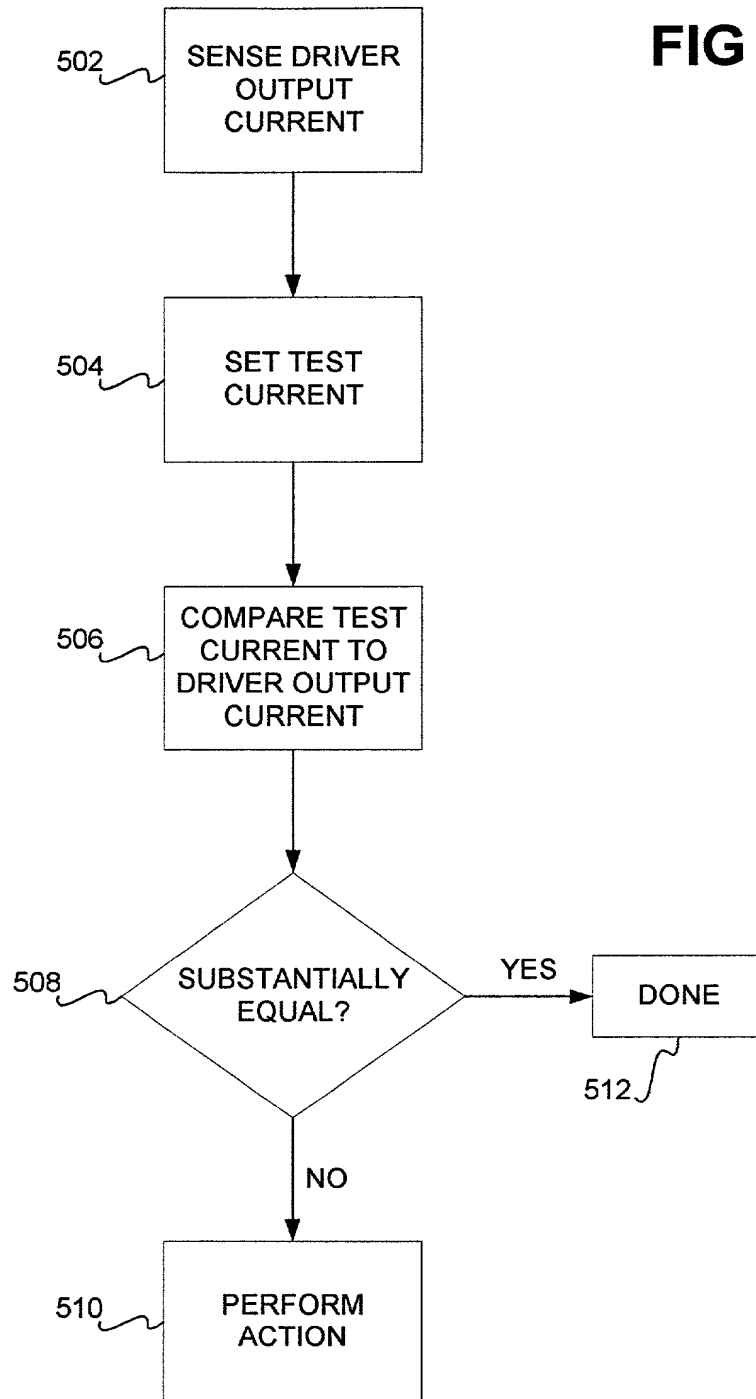 FIG
502
SENSE DRIVER
OUTPUT
CURRENT
504
SET TEST
CURRENT
506
COMPARE TEST
CURRENT TO
DRIVER OUTPUT
CURRENT
508
SUBSTANTIALLY
EQUAL?
YES
DONE
512
NO
510
PERFORM
ACTION